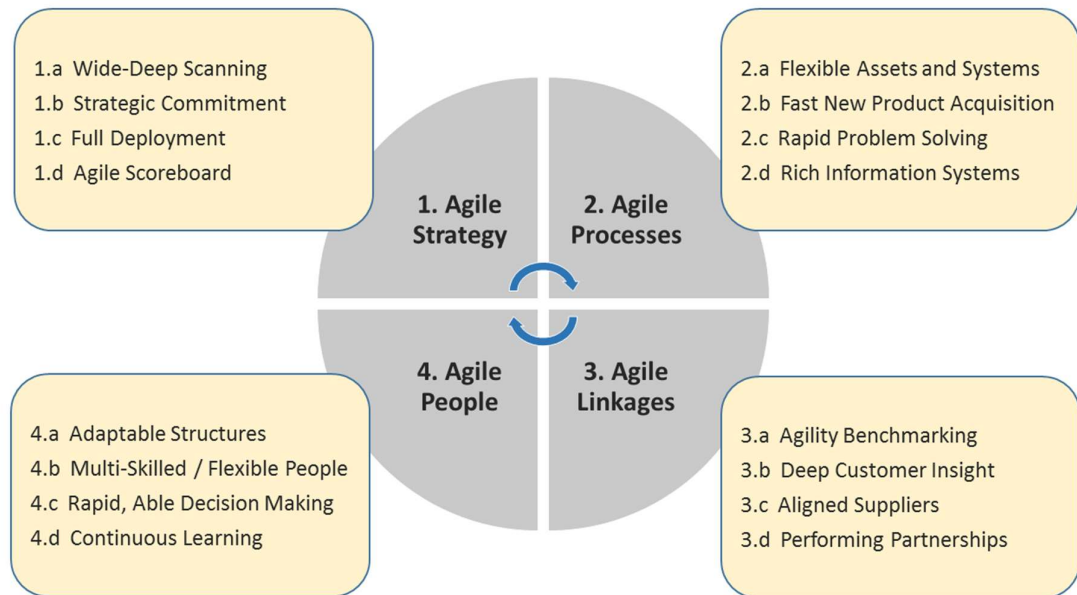 1.a Wide-Deep Scanning
1.b Strategic Commitment
1.c Full Deployment
1.d Agile Scoreboard
2.a Flexible Assets and Systems
2.b Fast New Product Acquisition
2.c Rapid Problem Solving
2.d Rich Information Systems
1. Agile
Strategy
2. Agile
Processes
4. Agile
People
3. Agile
Linkages
4.a Adaptable Structures
4.b Multi-Skilled / Flexible People
4.c Rapid, Able Decision Making
4.d Continuous Learning
3.a Agility Benchmarking
3.b Deep Customer Insight
3.c Aligned Suppliers
3.d Performing Partnerships